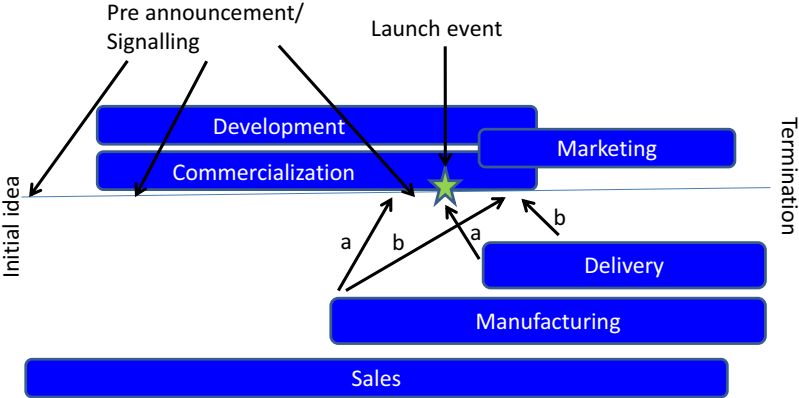 Pre announcement/
Signalling
Launch event
Development
Marketing
Commercialization
Initial idea
Termination
a
b
a
b
Delivery
Manufacturing
Sales